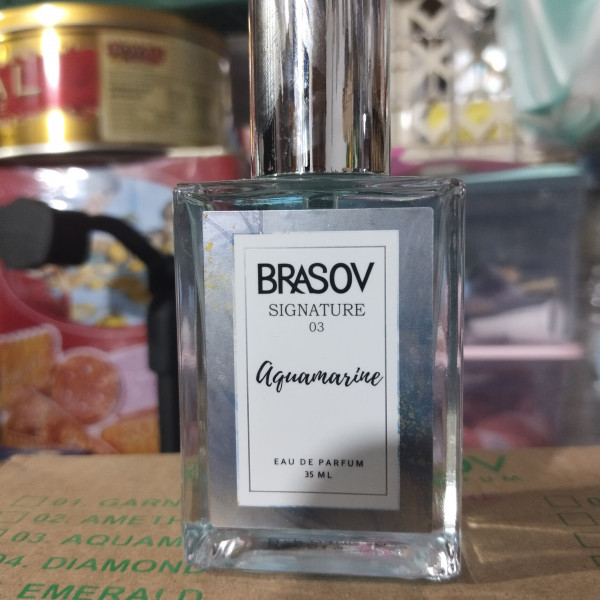 BRASOV
SIGNATURE
03
Aquamarine
EAU DE PARFUM
35 ML
01. GARN
02. AMETH
03. AQUAM
04. DIAMOND
EMERALD